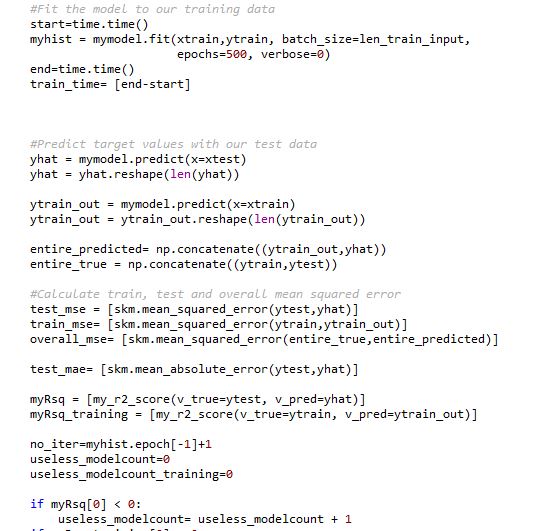 #Fit the model to our training data
start=time.time()
myhist = mymodel.fit(xtrain,ytrain, batch_size=len_train_input,
epochs=500, verbose=0)
end=time.time()
train_time= [end-start]
#Predict target values with our test data
yhat = mymodel.predict(x=xtest)
yhat = yhat.reshape(len(yhat))
ytrain_out = mymodel.predict(x=xtrain)
ytrain_out = ytrain_out.reshape(len(ytrain_out))
entire_predicted= np.concatenate((ytrain_out,yhat))
entire_true = np.concatenate((ytrain,ytest))
#Calculate train, test and overall mean squared error
test_mse = [skm.mean_squared_error(ytest,yhat)]
train_mse= [skm.mean_squared_error(ytrain,ytrain_out)]
overall_mse= [skm.mean_squared_error(entire_true,entire_predicted)]
test_mae= [skm.mean_absolute_error(ytest,yhat)]
myRsq = [my_r2_score(v_true=ytest, v_pred=yhat)]
myRsq_training = [my_r2_score(v_true=ytrain, v_pred=ytrain_out)]
no_iter=myhist.epoch[-1]+1
useless_modelcount=0
useless_modelcount_training=0
if myRsq[0] < 0:
useless_modelcount= useless_modelcount + 1